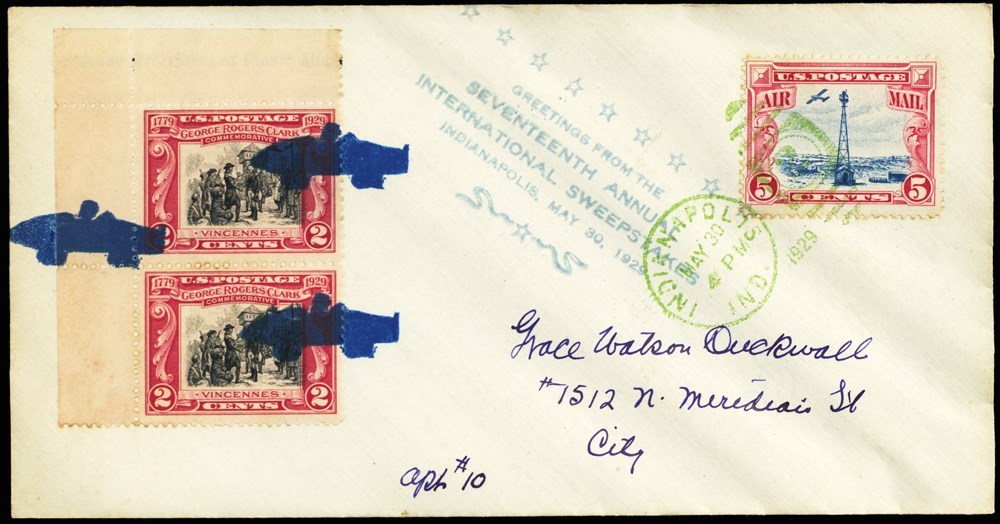 1779 U.S. POSTAGE 1929
GEORGE ROGERS CLARK
COMMEMORATIVE
VINCENNES
2 CENTS 2
1779 U.S. POSTAGE 1929
GEORGE ROGERS CLARK
COMMEMORATIVE
VINCENNES
2 CENTS 2
GREETINGS FROM THE
SEVENTEENTH ANNUAL
INTERNATIONAL SWEEPSTAKES
INDIANAPOLIS, MAY 30, 1929
U.S. POSTAGE
AIR MAIL
5 CENTS 5
INDIANAPOLIS
MAY 30
4 PM
IND.
1929
1929
Grace Watson Duckwall
#1512 N. Meridian St
City
Apt #10